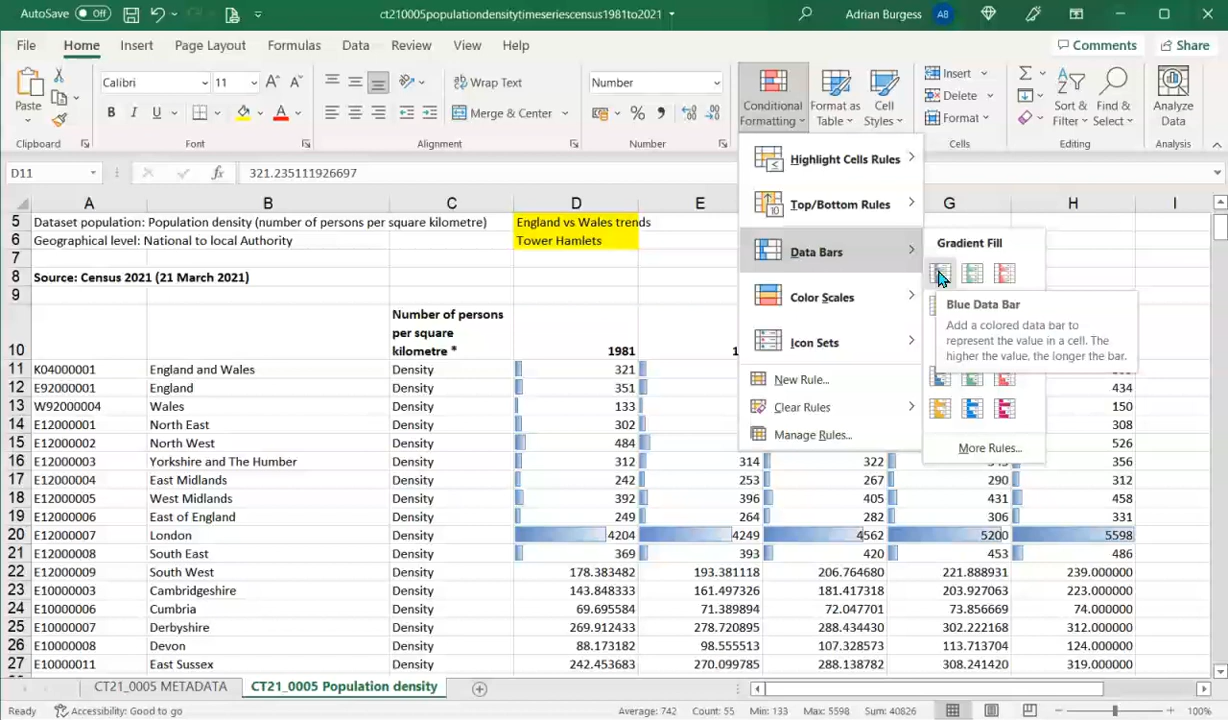 AutoSave Off ct210005populationdensitytimeseriescensus1981to2021 Adrian Burgess AB
File Home Insert Page Layout Formulas Data Review View Help Comments Share
Paste Calibri 11 A A Wrap Text Number Conditional Formatting Format as Table Cell Styles Insert Delete Format Sort & Filter Find & Select Analyze Data
B I U A Merge & Center %
Clipboard Font Alignment Number Cells Editing Analysis
D11 fx 321.235111926697
Highlight Cells Rules
Top/Bottom Rules
Data Bars
Color Scales
Icon Sets
New Rule...
Clear Rules
Manage Rules...
Gradient Fill
Blue Data Bar
Add a colored data bar to
represent the value in a cell. The
higher the value, the longer the bar.
More Rules...
A B C D E G H I
5 Dataset population: Population density (number of persons per square kilometre) England vs Wales trends
6 Geographical level: National to local Authority Tower Hamlets
7
8 Source: Census 2021 (21 March 2021)
9
Number of persons
per square
10 kilometre * 1981 1
11 K04000001 England and Wales Density 321
12 E92000001 England Density 351 434
13 W92000004 Wales Density 133 150
14 E12000001 North East Density 302 308
15 E12000002 North West Density 484 526
16 E12000003 Yorkshire and The Humber Density 312 314 322 356
17 E12000004 East Midlands Density 242 253 267 290 312
18 E12000005 West Midlands Density 392 396 405 431 458
19 E12000006 East of England Density 249 264 282 306 331
20 E12000007 London Density 4204 4249 4562 5200 5598
21 E12000008 South East Density 369 393 420 453 486
22 E12000009 South West Density 178.383482 193.381118 206.764680 221.888931 239.000000
23 E10000003 Cambridgeshire Density 143.848333 161.497326 181.417318 203.927063 223.000000
24 E10000006 Cumbria Density 69.695584 71.389894 72.047701 73.856669 74.000000
25 E10000007 Derbyshire Density 269.912433 278.720895 288.434430 302.222168 312.000000
26 E10000008 Devon Density 88.173182 98.555513 107.328573 113.713704 124.000000
27 E10000011 East Sussex Density 242.453683 270.099785 288.138782 308.241420 319.000000
CT21_0005 METADATA CT21_0005 Population density
Ready Accessibility: Good to go Average: 742 Count: 55 Min: 133 Max: 5598 Sum: 40826 100%